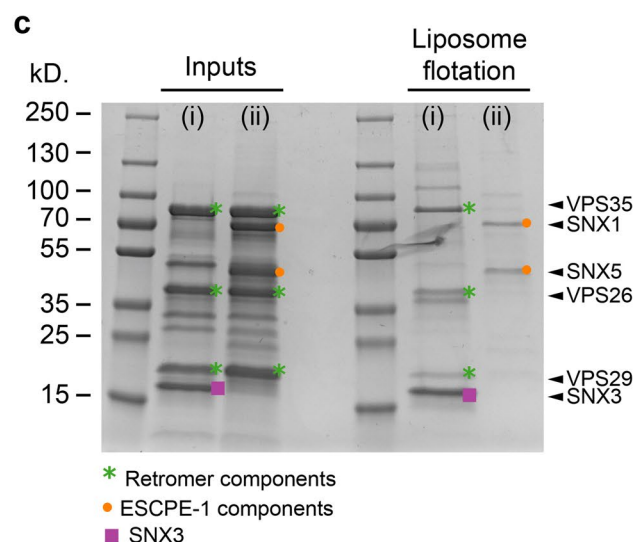 c
kD.
Inputs
Liposome
flotation
(i) (ii) (i) (ii)
250
130
100
70
55
35
25
15
VPS35
SNX1
SNX5
VPS26
VPS29
SNX3
* Retromer components
ESCPE-1 components
SNX3